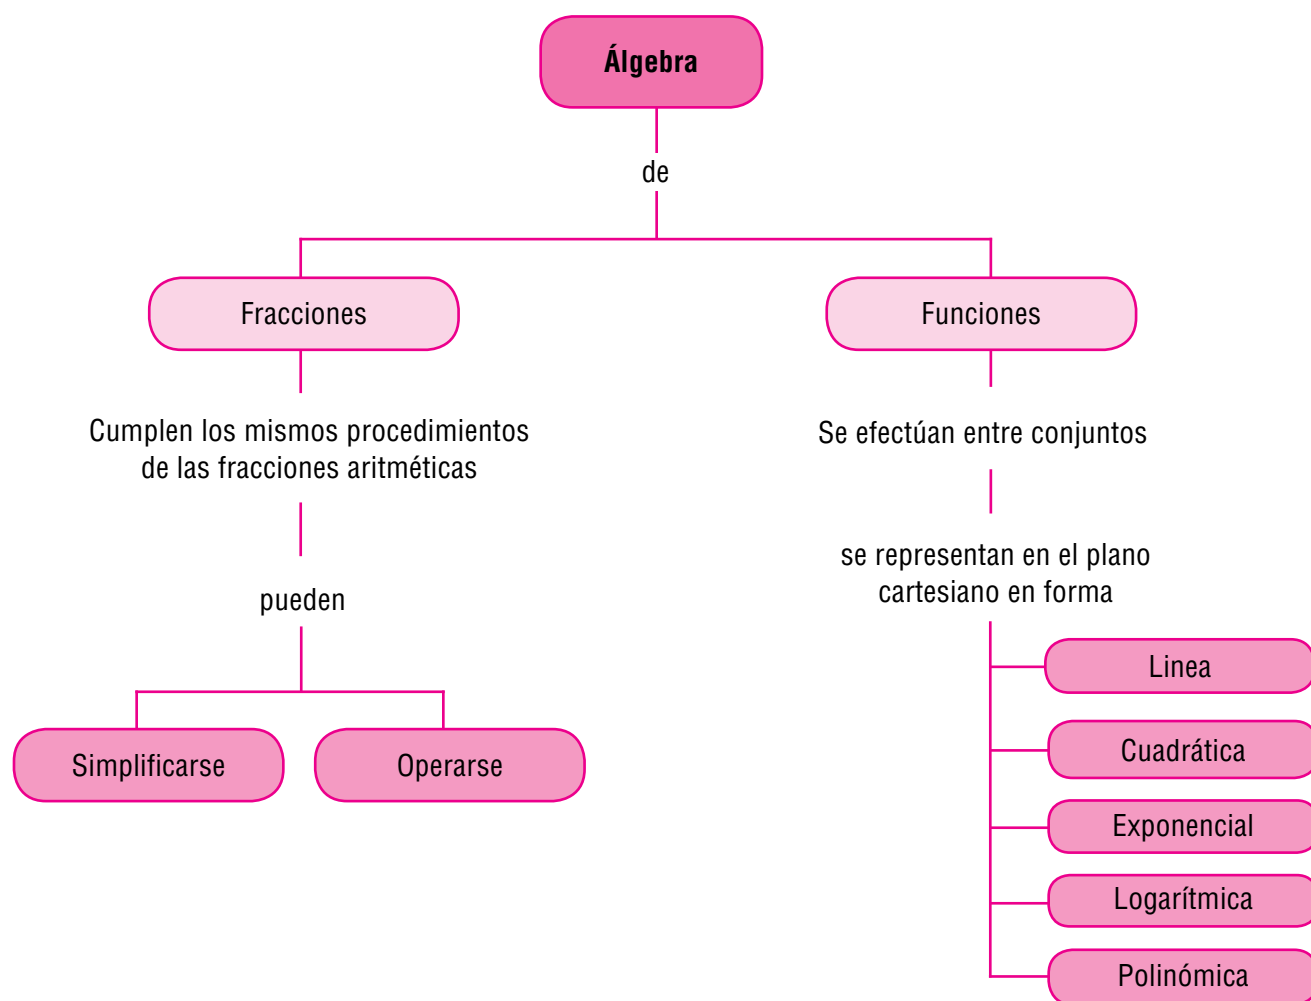 Álgebra
de
Fracciones
Funciones
Cumplen los mismos procedimientos
de las fracciones aritméticas
Se efectúan entre conjuntos
pueden
se representan en el plano
cartesiano en forma
Simplificarse
Operarse
Linea
Cuadrática
Exponencial
Logarítmica
Polinómica